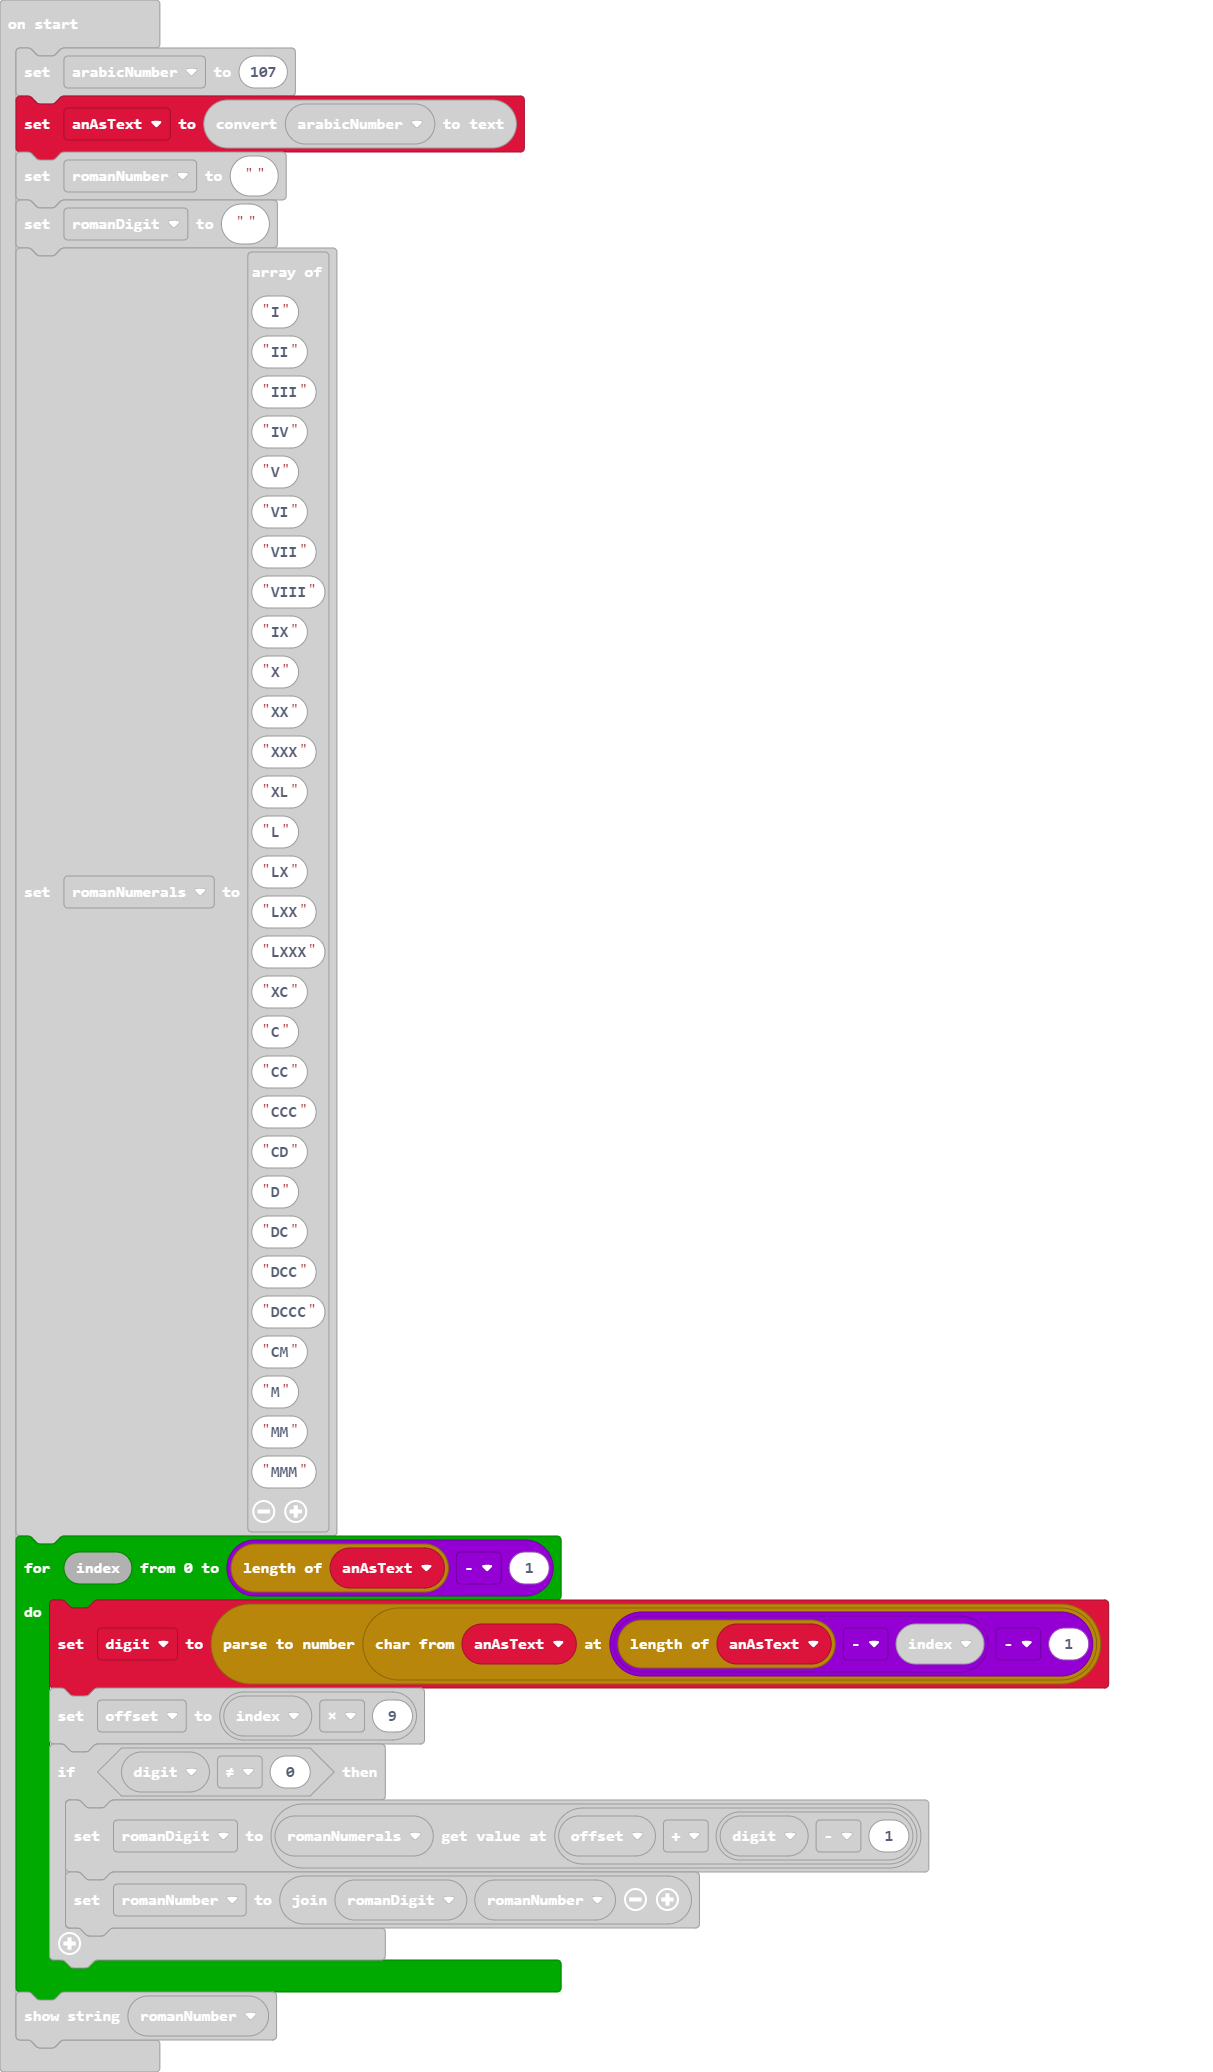 on start
set arabicNumber to 107
set anAsText to convert arabicNumber to text
set romanNumber to " "
set romanDigit to " "
set romanNumerals to array of
"I"
"II"
"III"
"IV"
"V"
"VI"
"VII"
"VIII"
"IX"
"X"
"XX"
"XXX"
"XL"
"L"
"LX"
"LXX"
"LXXX"
"XC"
"C"
"CC"
"CCC"
"CD"
"D"
"DC"
"DCC"
"DCCC"
"CM"
"M"
"MM"
"MMM"
for index from 0 to length of anAsText - 1
do
set digit to parse to number char from anAsText at length of anAsText - index - 1
set offset to index × 9
if digit ≠ 0 then
set romanDigit to romanNumerals get value at offset + digit - 1
set romanNumber to join romanDigit romanNumber
show string romanNumber